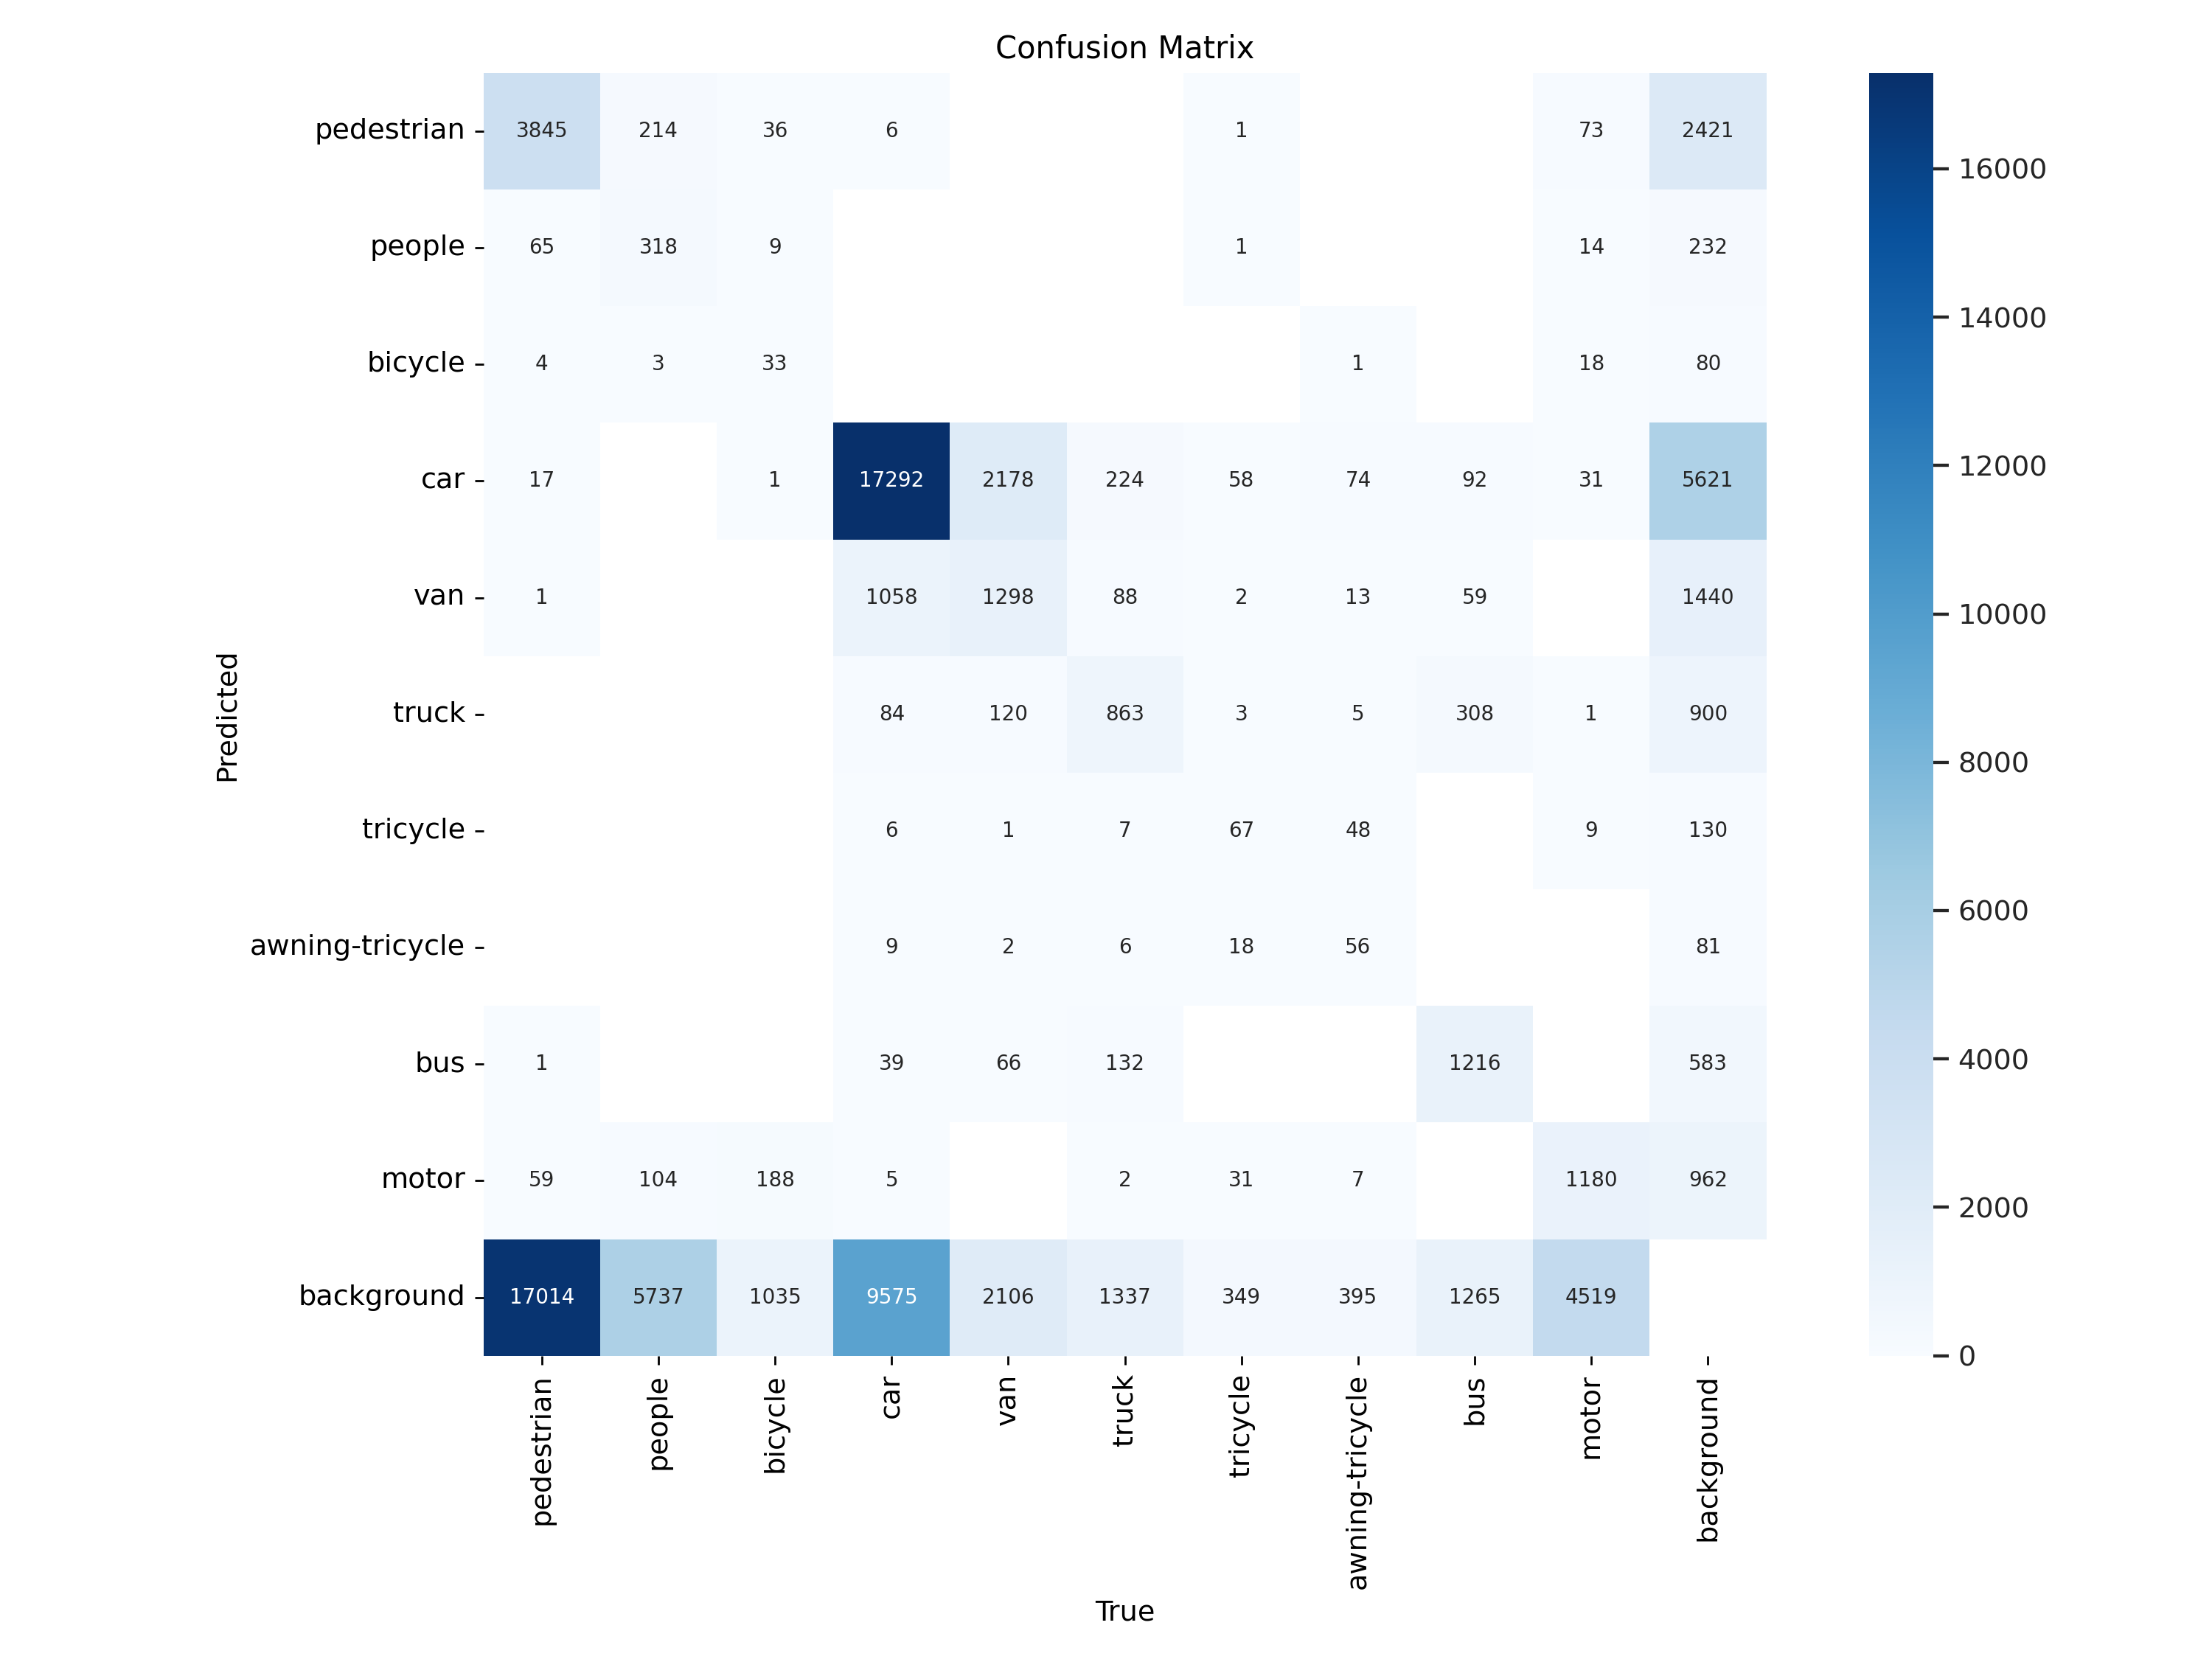 Confusion Matrix
pedestrian 3845 214 36 6 1 73 2421
people 65 318 9 1 14 232
bicycle 4 3 33 1 18 80
car 17 1 17292 2178 224 58 74 92 31 5621
van 1 1058 1298 88 2 13 59 1440
truck 84 120 863 3 5 308 1 900
tricycle 6 1 7 67 48 9 130
awning-tricycle 9 2 6 18 56 81
bus 1 39 66 132 1216 583
motor 59 104 188 5 2 31 7 1180 962
background 17014 5737 1035 9575 2106 1337 349 395 1265 4519
pedestrian people bicycle car van truck tricycle awning-tricycle bus motor background
True
Predicted
16000
14000
12000
10000
8000
6000
4000
2000
0